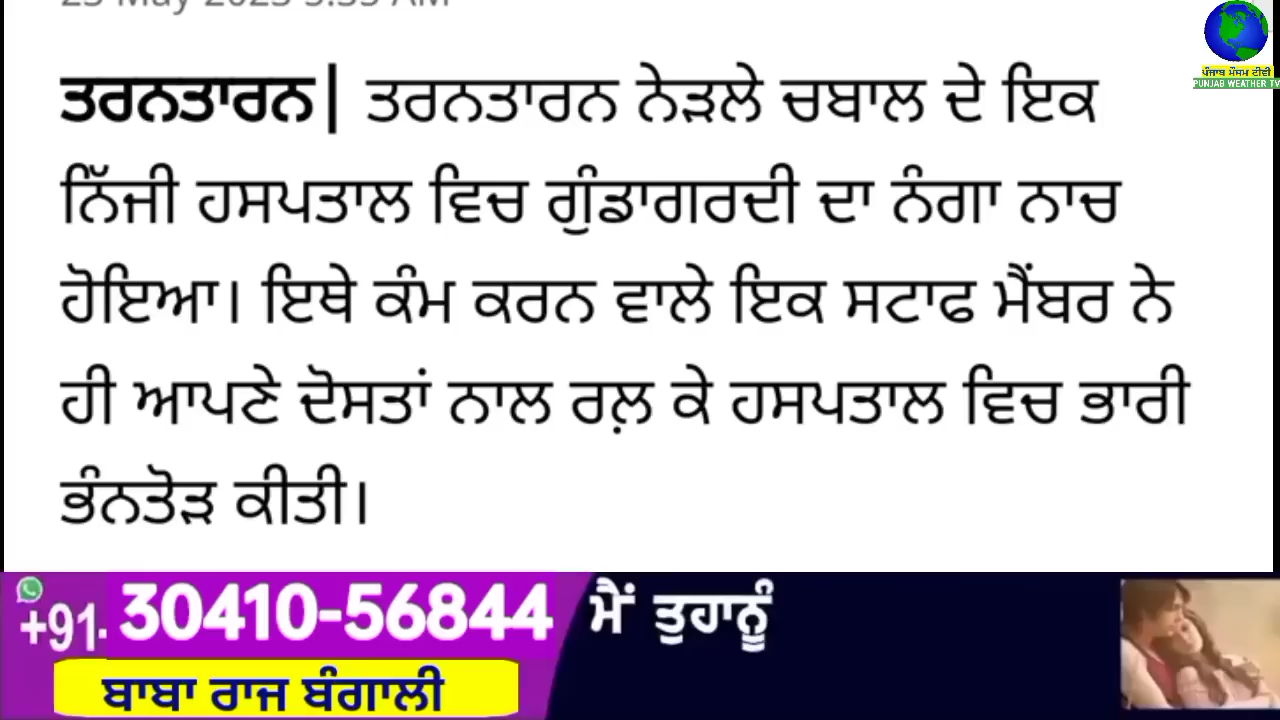 ਪੰਜਾਬ ਮੌਸਮ ਟੀਵੀ
PUNJAB WEATHER TV
ਤਰਨਤਾਰਨ| ਤਰਨਤਾਰਨ ਨੇੜਲੇ ਚਬਾਲ ਦੇ ਇਕ
ਨਿੱਜੀ ਹਸਪਤਾਲ ਵਿਚ ਗੁੰਡਾਗਰਦੀ ਦਾ ਨੰਗਾ ਨਾਚ
ਹੋਇਆ। ਇਥੇ ਕੰਮ ਕਰਨ ਵਾਲੇ ਇਕ ਸਟਾਫ ਮੈਂਬਰ ਨੇ
ਹੀ ਆਪਣੇ ਦੋਸਤਾਂ ਨਾਲ ਰਲ਼ ਕੇ ਹਸਪਤਾਲ ਵਿਚ ਭਾਰੀ
ਭੰਨਤੋੜ ਕੀਤੀ।
+91- 30410-56844
ਬਾਬਾ ਰਾਜ ਬੰਗਾਲੀ
ਮੈਂ ਤੁਹਾਨੂੰ